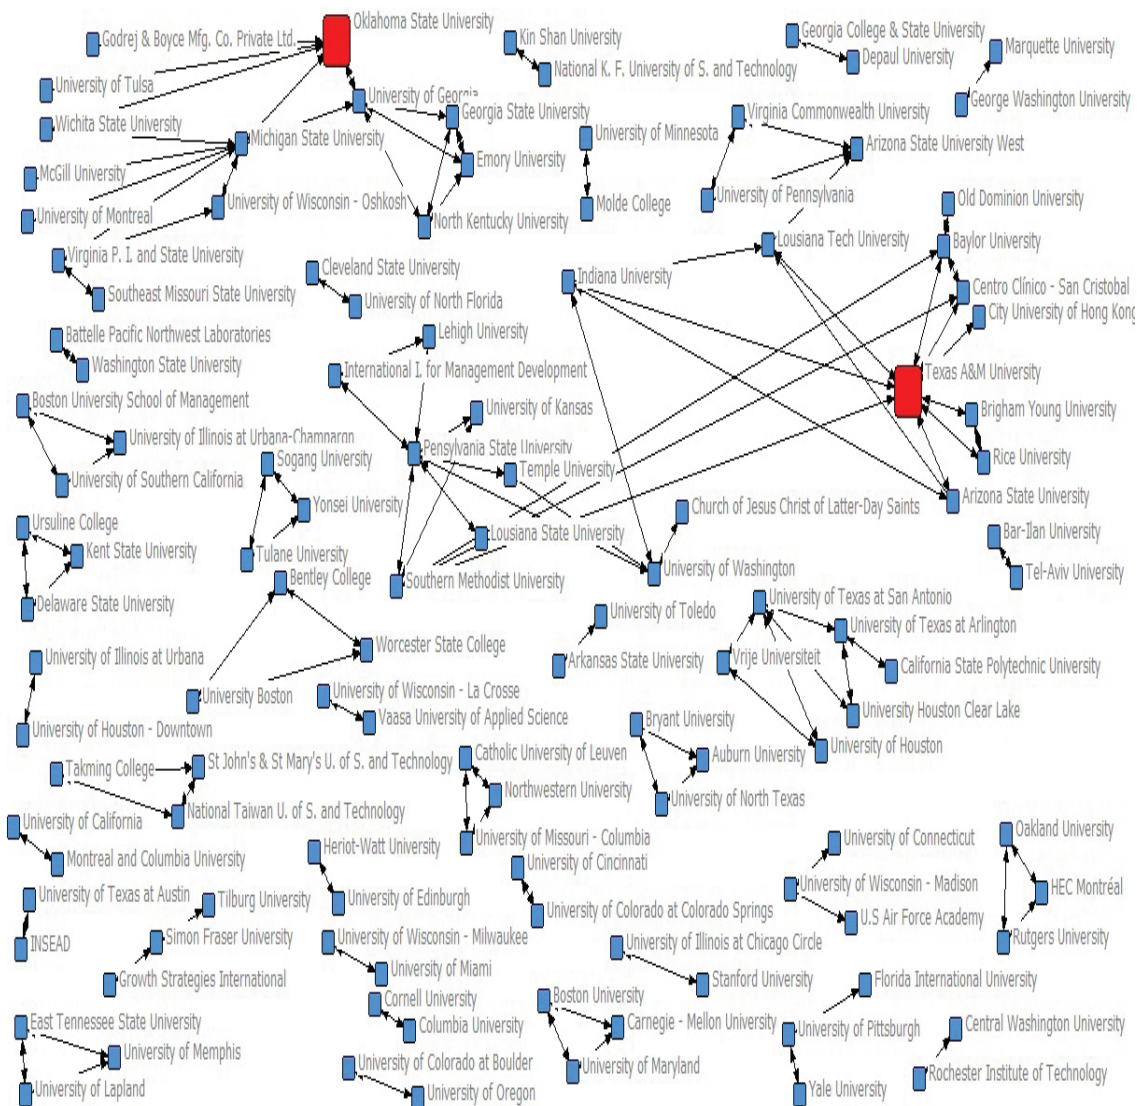 Oklahoma State University
Godrej & Boyce Mfg. Co. Private Ltd.
Kin Shan University
Georgia College & State University
Depaul University
Marquette University
National K. F. University of S. and Technology
University of Tulsa
University of Georgia
Georgia State University
Virginia Commonwealth University
George Washington University
Wichita State University
Michigan State University
University of Minnesota
Arizona State University West
Emory University
McGill University
University of Pennsylvania
Old Dominion University
University of Montreal
University of Wisconsin - Oshkosh
North Kentucky University
Molde College
Lousiana Tech University
Baylor University
Virginia P. I. and State University
Cleveland State University
Indiana University
Centro Clínico - San Cristobal
Southeast Missouri State University
University of North Florida
City University of Hong Kong
Battelle Pacific Northwest Laboratories
Lehigh University
Washington State University
International I. for Management Development
Texas A&M University
Boston University School of Management
University of Kansas
Brigham Young University
University of Illinois at Urbana-Champaron
Pensylvania State University
Sogang University
Temple University
Rice University
University of Southern California
Yonsei University
Church of Jesus Christ of Latter-Day Saints
Arizona State University
Ursuline College
Lousiana State University
Bar-Ilan University
Kent State University
Tulane University
University of Washington
Tel-Aviv University
Bentley College
Southern Methodist University
Delaware State University
University of Toledo
University of Texas at San Antonio
University of Texas at Arlington
University of Illinois at Urbana
Worcester State College
Arkansas State University
Vrije Universiteit
California State Polytechnic University
University Boston
University of Wisconsin - La Crosse
Vaasa University of Applied Science
University Houston Clear Lake
University of Houston - Downtown
Bryant University
University of Houston
Takming College
St John's & St Mary's U. of S. and Technology
Catholic University of Leuven
Auburn University
Northwestern University
University of North Texas
National Taiwan U. of S. and Technology
University of California
University of Missouri - Columbia
University of Connecticut
Oakland University
Heriot-Watt University
Montreal and Columbia University
University of Cincinnati
University of Wisconsin - Madison
HEC Montréal
University of Texas at Austin
Tilburg University
University of Edinburgh
University of Colorado at Colorado Springs
U.S Air Force Academy
INSEAD
Simon Fraser University
University of Wisconsin - Milwaukee
University of Illinois at Chicago Circle
Rutgers University
Growth Strategies International
University of Miami
Stanford University
Florida International University
Cornell University
Boston University
East Tennessee State University
Columbia University
Carnegie - Mellon University
University of Pittsburgh
Central Washington University
University of Memphis
University of Colorado at Boulder
University of Maryland
Rochester Institute of Technology
University of Lapland
University of Oregon
Yale University